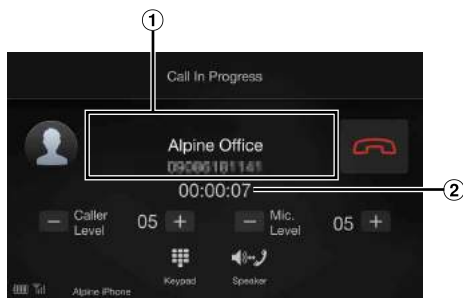 ①
Call In Progress
Alpine Office
09086181141
00:00:07
②
− Caller Level 05 + − Mic. Level 05 +
Keypad Speaker
Alpine iPhone